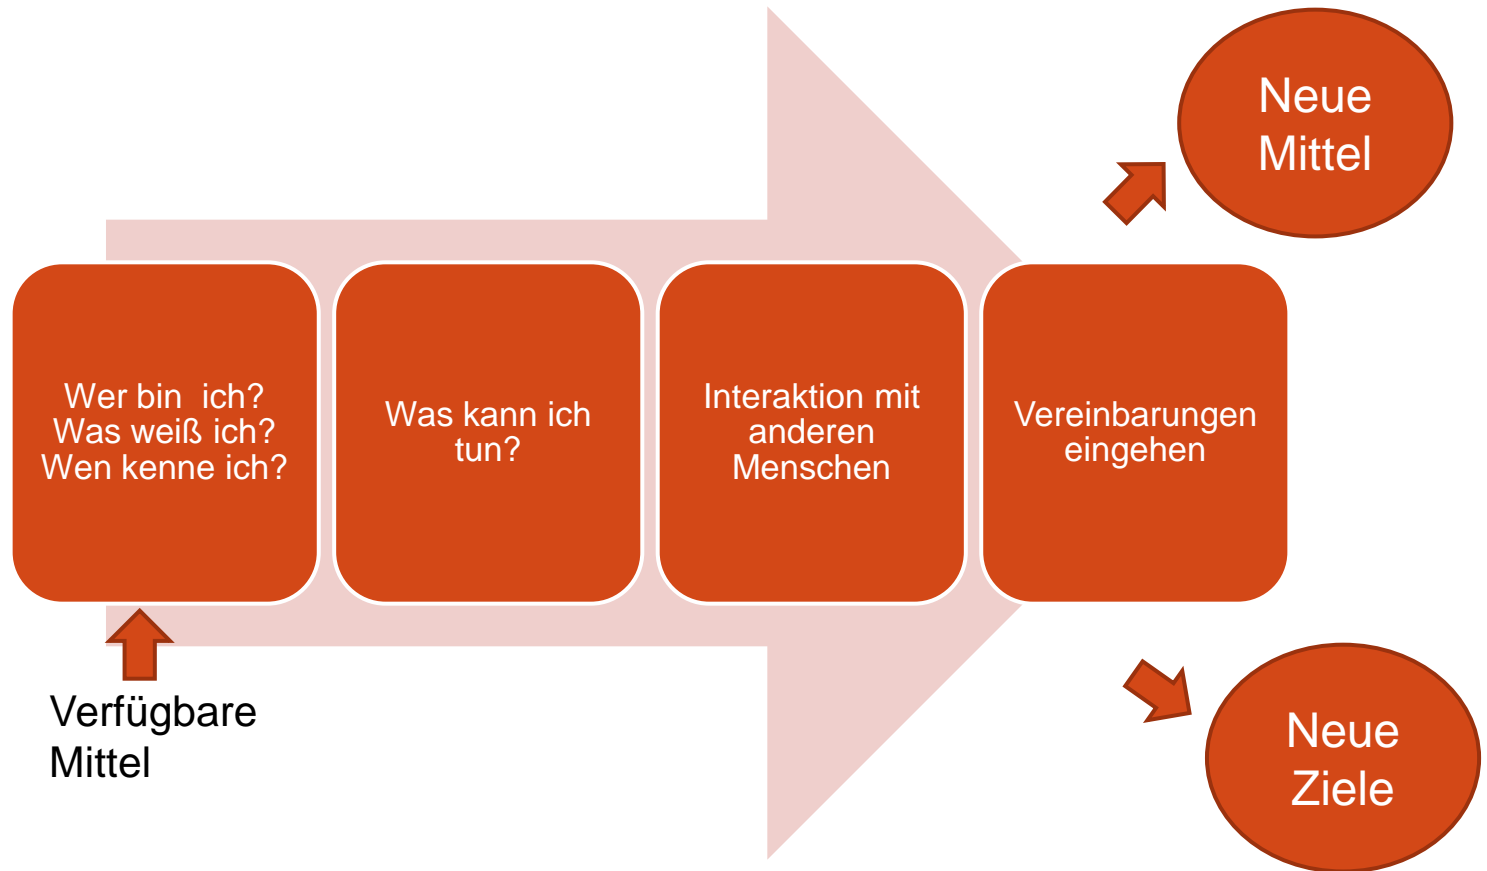 Neue
Mittel
Wer bin  ich?
Was weiß ich?
Wen kenne ich?
Was kann ich
tun?
Interaktion mit
anderen
Menschen
Vereinbarungen
eingehen
Verfügbare
Mittel
Neue
Ziele